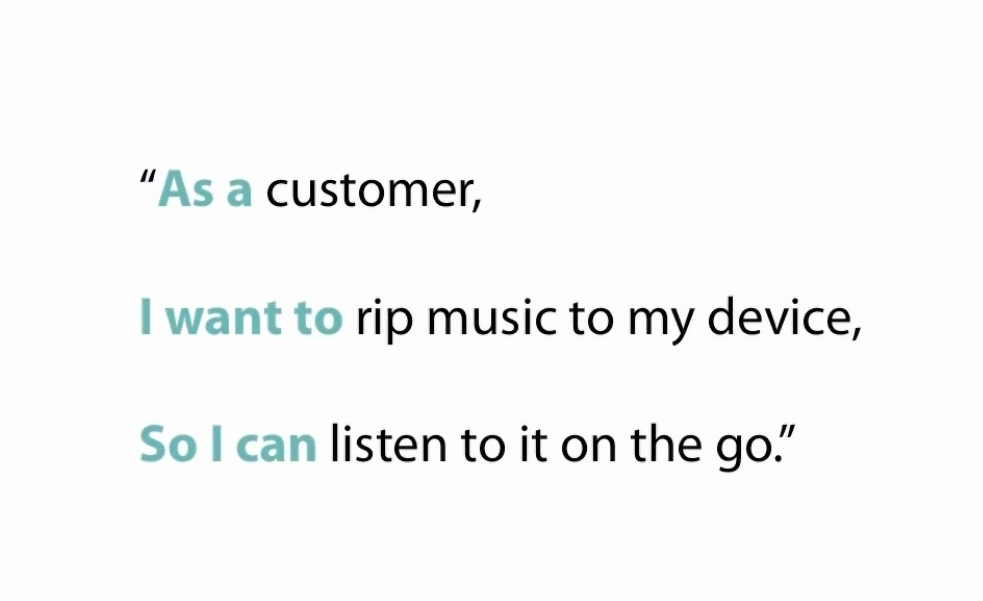 “As a customer,
I want to rip music to my device,
So I can listen to it on the go.”